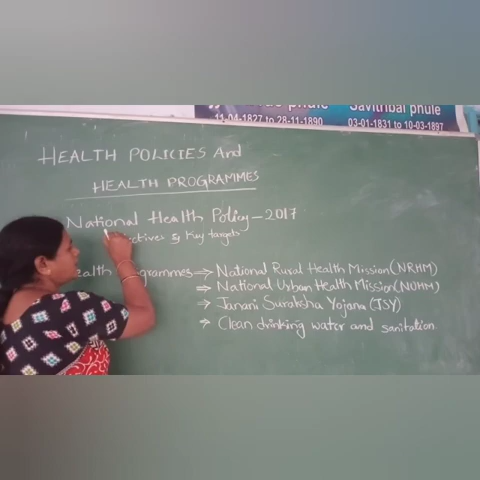 phule Savitribai phule
11-04-1827 to 28-11-1890 03-01-1831 to 10-03-1897
HEALTH POLICIES And
HEALTH PROGRAMMES
National Health Policy - 2017
& Key targets
Programmes ⇒ National Rural Health Mission (NRHM)
⇒ National Urban Health Mission (NUHM)
⇒ Janani Suraksha Yojana (JSY)
⇒ Clean drinking water and sanitation